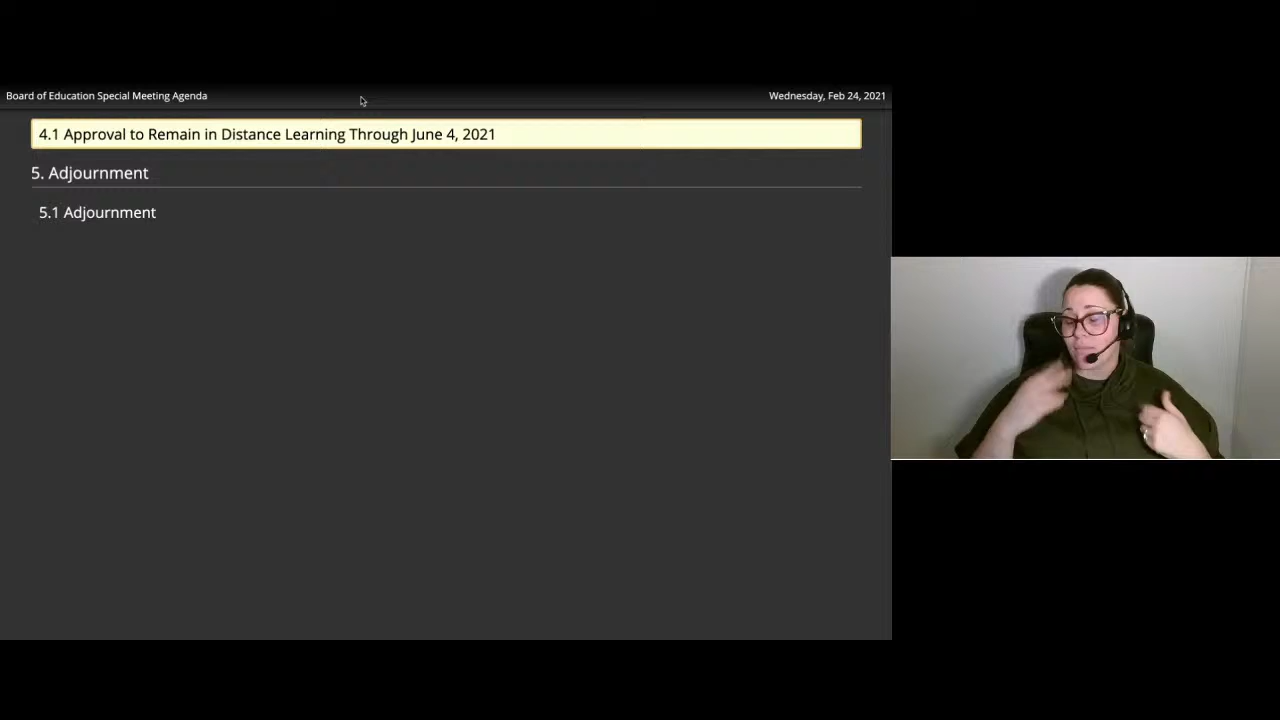 Board of Education Special Meeting Agenda
Wednesday, Feb 24, 2021
4.1 Approval to Remain in Distance Learning Through June 4, 2021
5. Adjournment
5.1 Adjournment